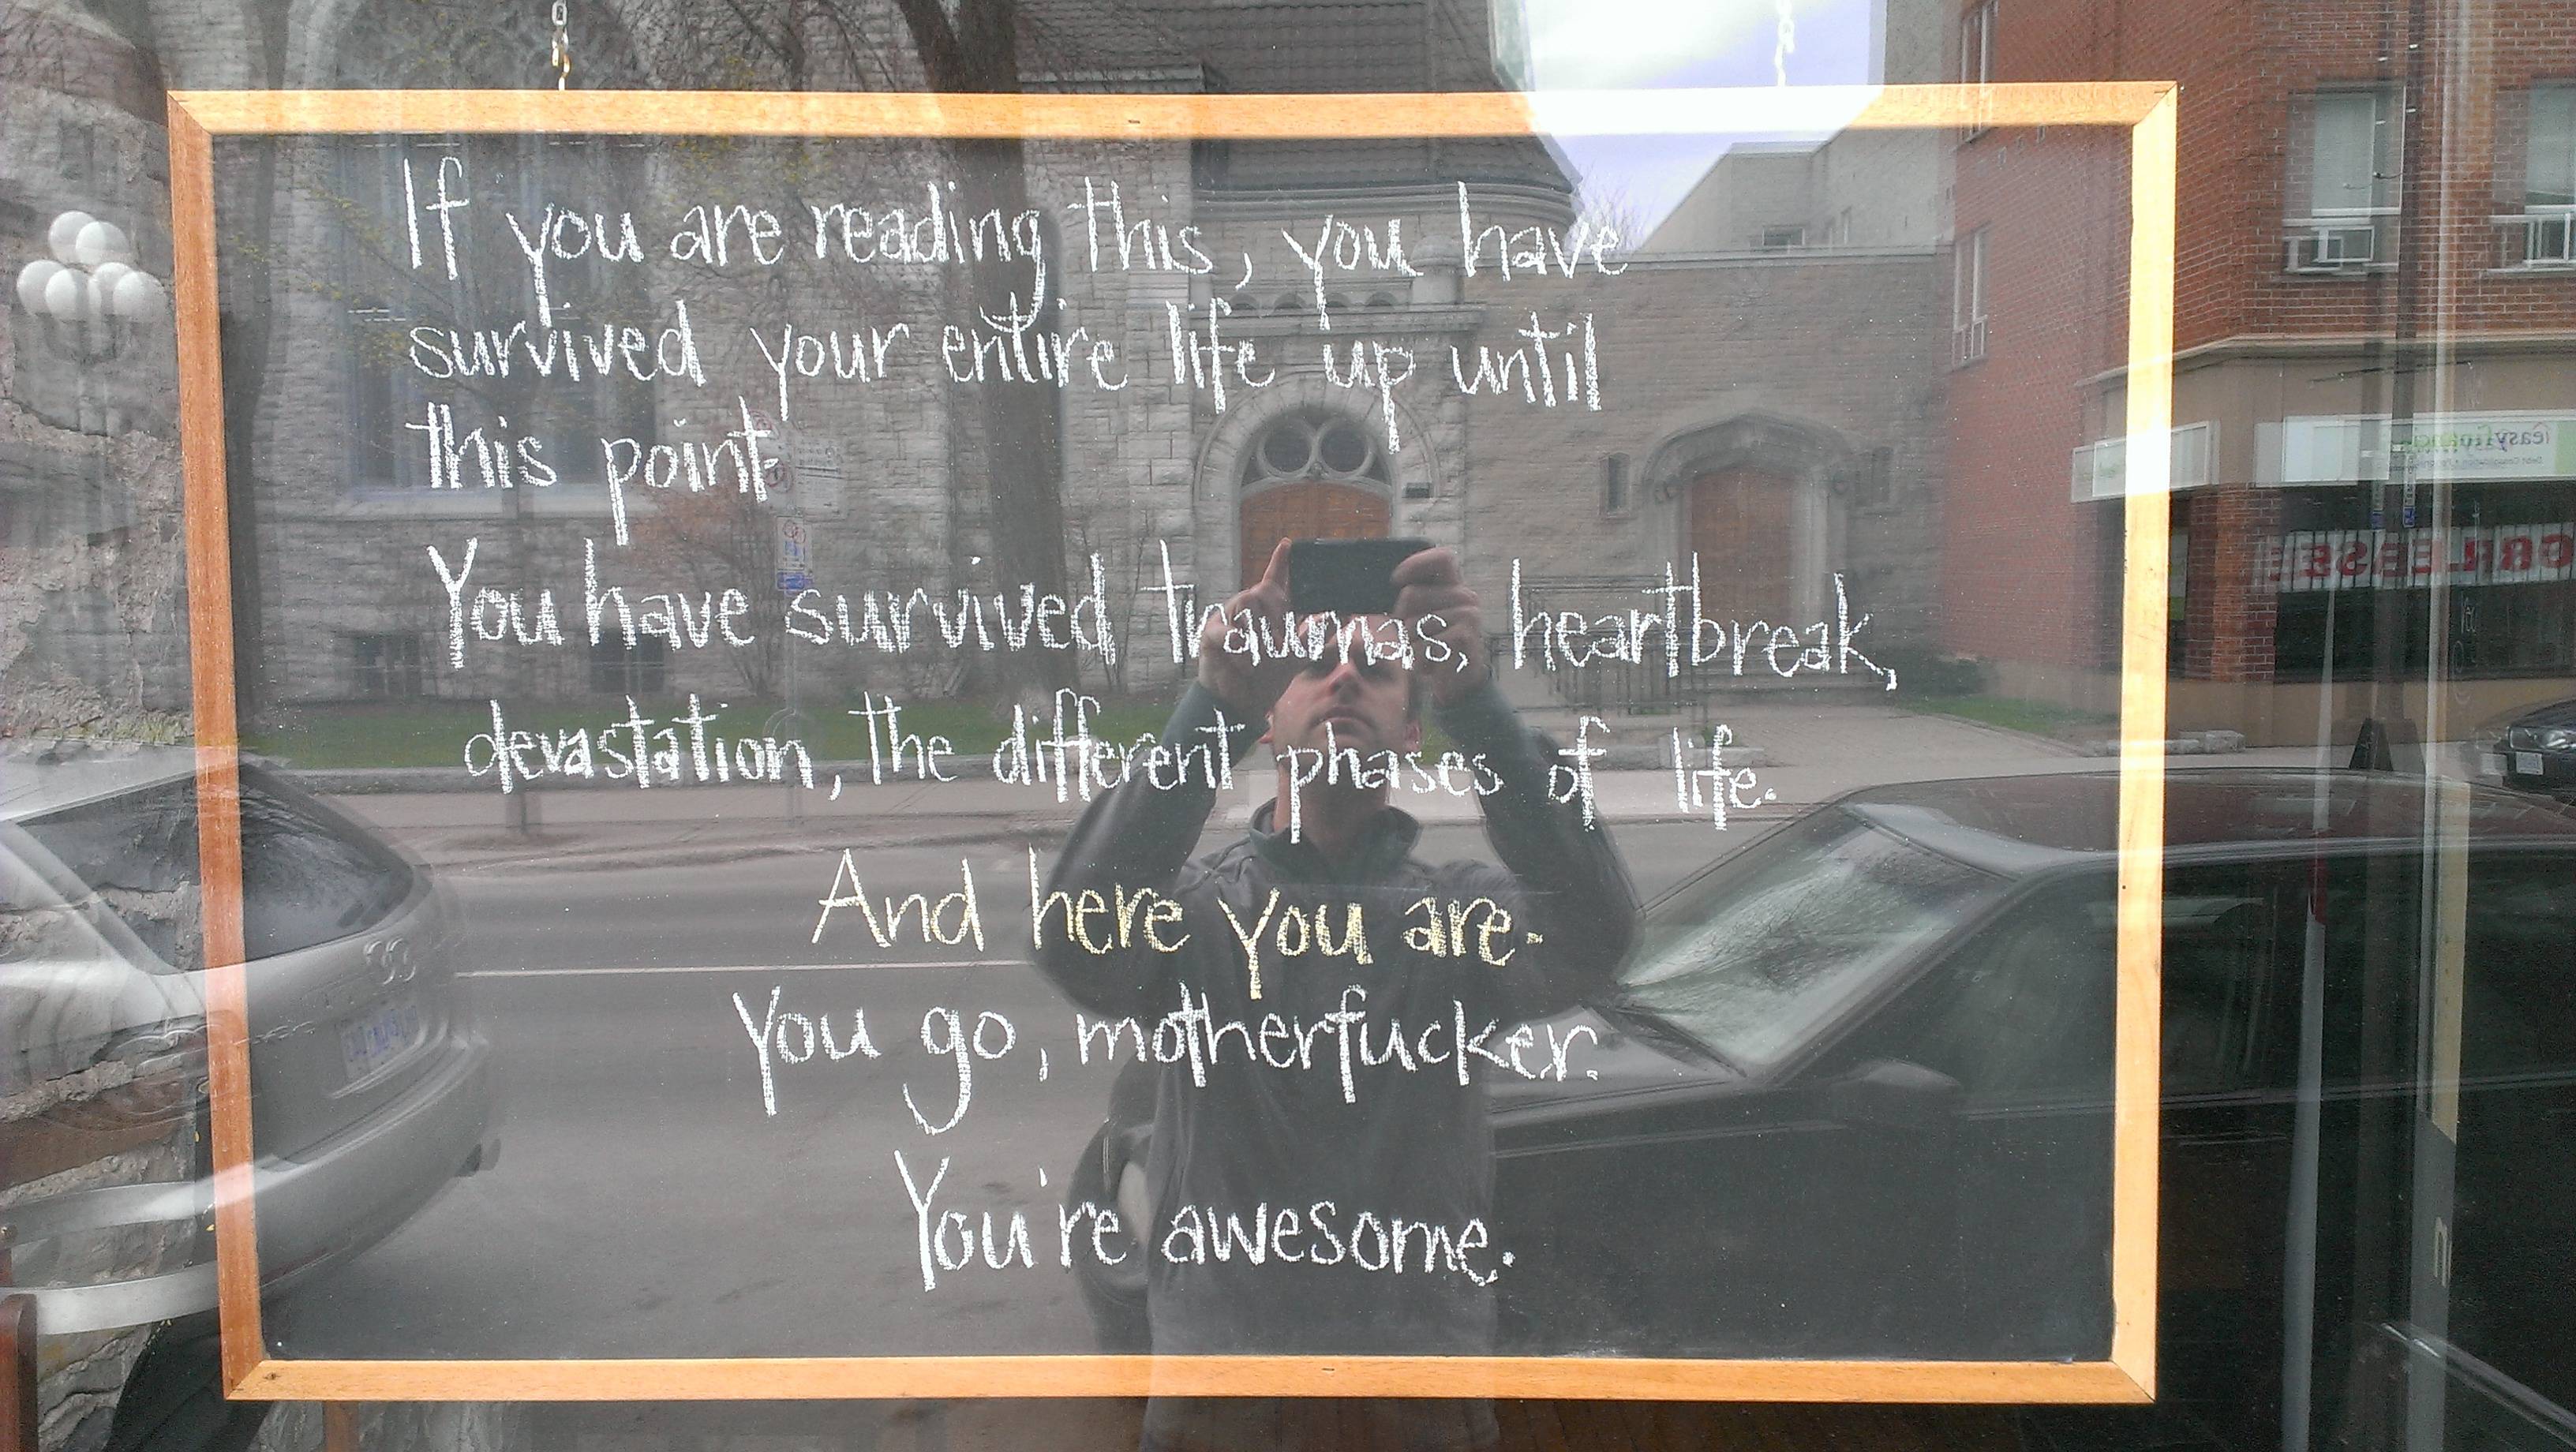 If you are reading this, you have
survived your entire life up until
this point.
You have survived traumas, heartbreak,
devastation, the different phases of life.
And here you are.
You go, motherfucker.
You're awesome.
easyfinancial